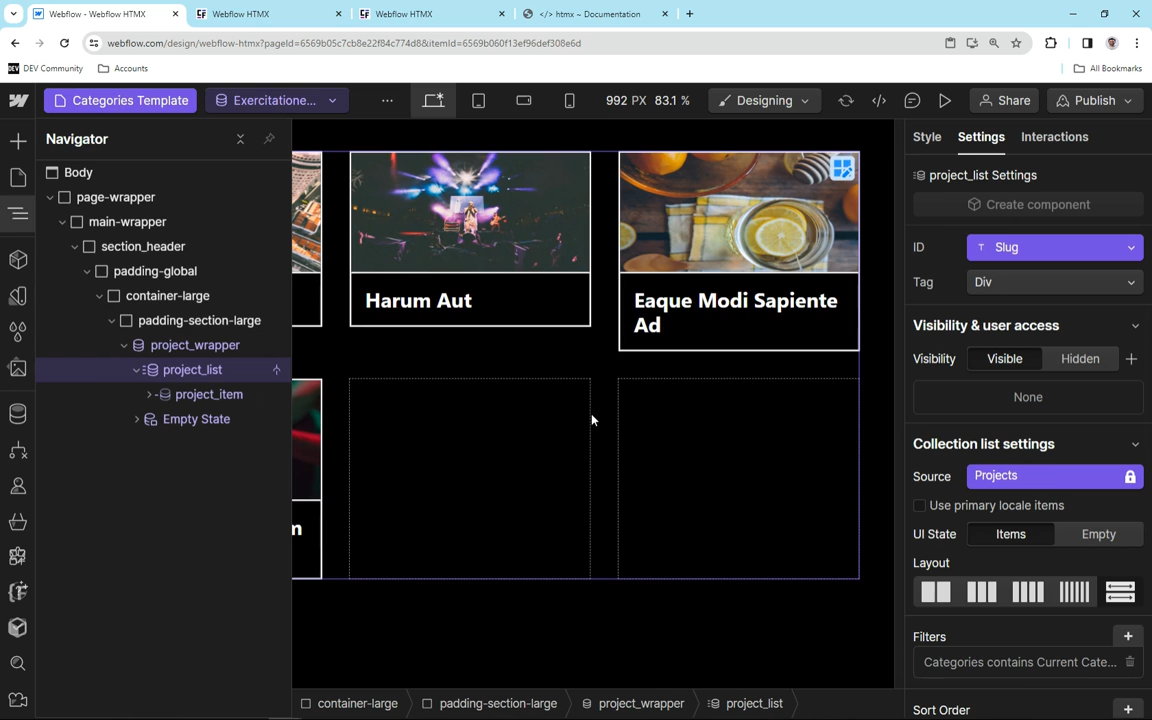 Webflow - Webflow HTMX
Webflow HTMX
Webflow HTMX
</> htmx ~ Documentation
webflow.com/design/webflow-htmx?pageId=6569b05c7cb8e22f84c774d8&itemId=6569b060f13ef96def308e6d
DEV Community
Accounts
All Bookmarks
Categories Template
Exercitatione...
992 PX 83.1 %
Designing
Share
Publish
Navigator
Body
page-wrapper
main-wrapper
section_header
padding-global
container-large
padding-section-large
project_wrapper
project_list
project_item
Empty State
Harum Aut
Eaque Modi Sapiente
Ad
m
Style
Settings
Interactions
project_list Settings
Create component
ID
Slug
Tag
Div
Visibility & user access
Visibility
Visible
Hidden
None
Collection list settings
Source
Projects
Use primary locale items
UI State
Items
Empty
Layout
Filters
Categories contains Current Cate...
Sort Order
container-large
padding-section-large
project_wrapper
project_list